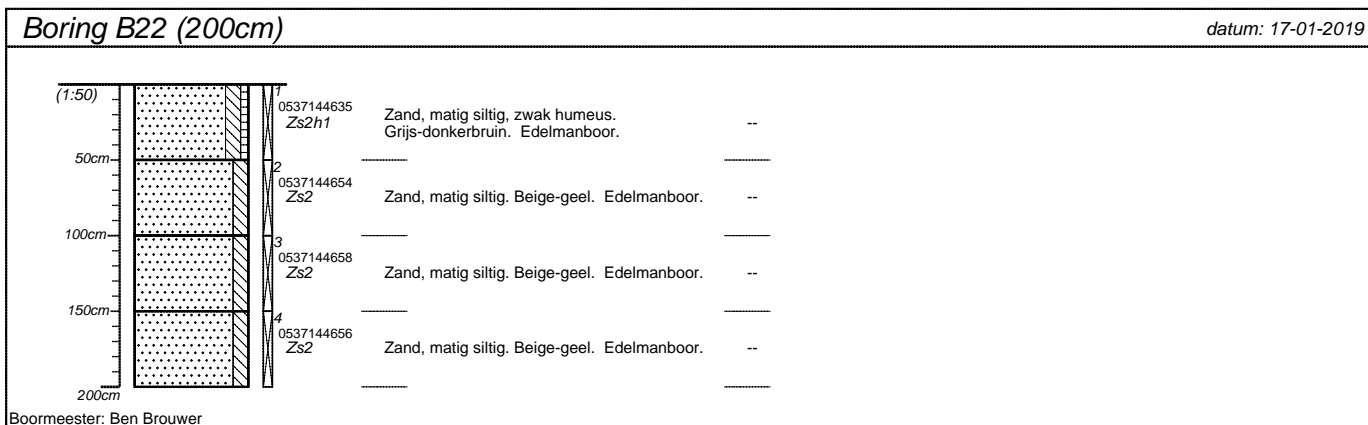 Boring B22 (200cm)
datum: 17-01-2019
(1:50)
1
0537144635
Zs2h1
Zand, matig siltig, zwak humeus.
Grijs-donkerbruin. Edelmanboor.
--
50cm
2
0537144654
Zs2
Zand, matig siltig. Beige-geel. Edelmanboor.
--
100cm
3
0537144658
Zs2
Zand, matig siltig. Beige-geel. Edelmanboor.
--
150cm
4
0537144656
Zs2
Zand, matig siltig. Beige-geel. Edelmanboor.
--
200cm
Boormeester: Ben Brouwer